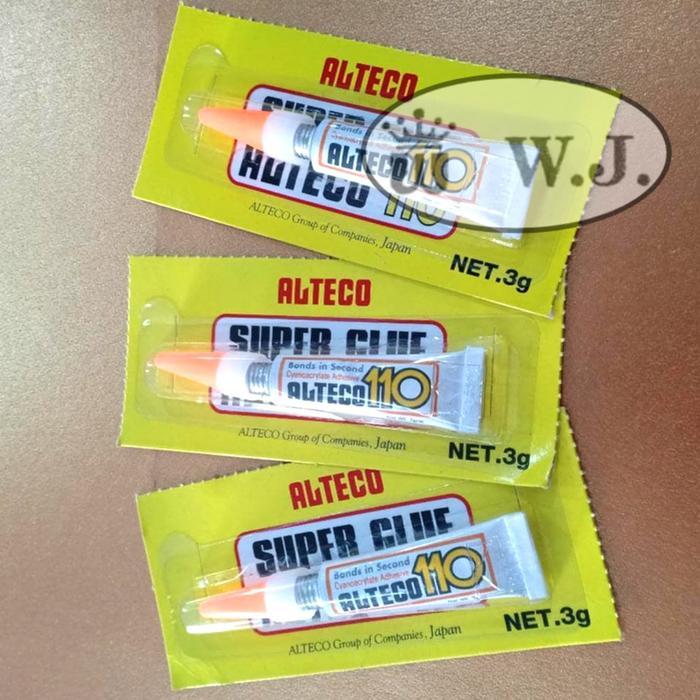 ALTECO
SUPER
Bonds in Second
Cyanoacrylate Adhesive
ALTECO 110
ALTECO 110
ALTECO Group of Companies, Japan
NET.3g
W.J.
ALTECO
SUPER GLUE
Bonds in Second
Cyanoacrylate Adhesive
ALTECO 110
ALTECO Group of Companies, Japan
NET.3g
ALTECO
SUPER GLUE
Bonds in Second
Cyanoacrylate Adhesive
ALTECO 110
ALTECO Group of Companies, Japan
NET.3g